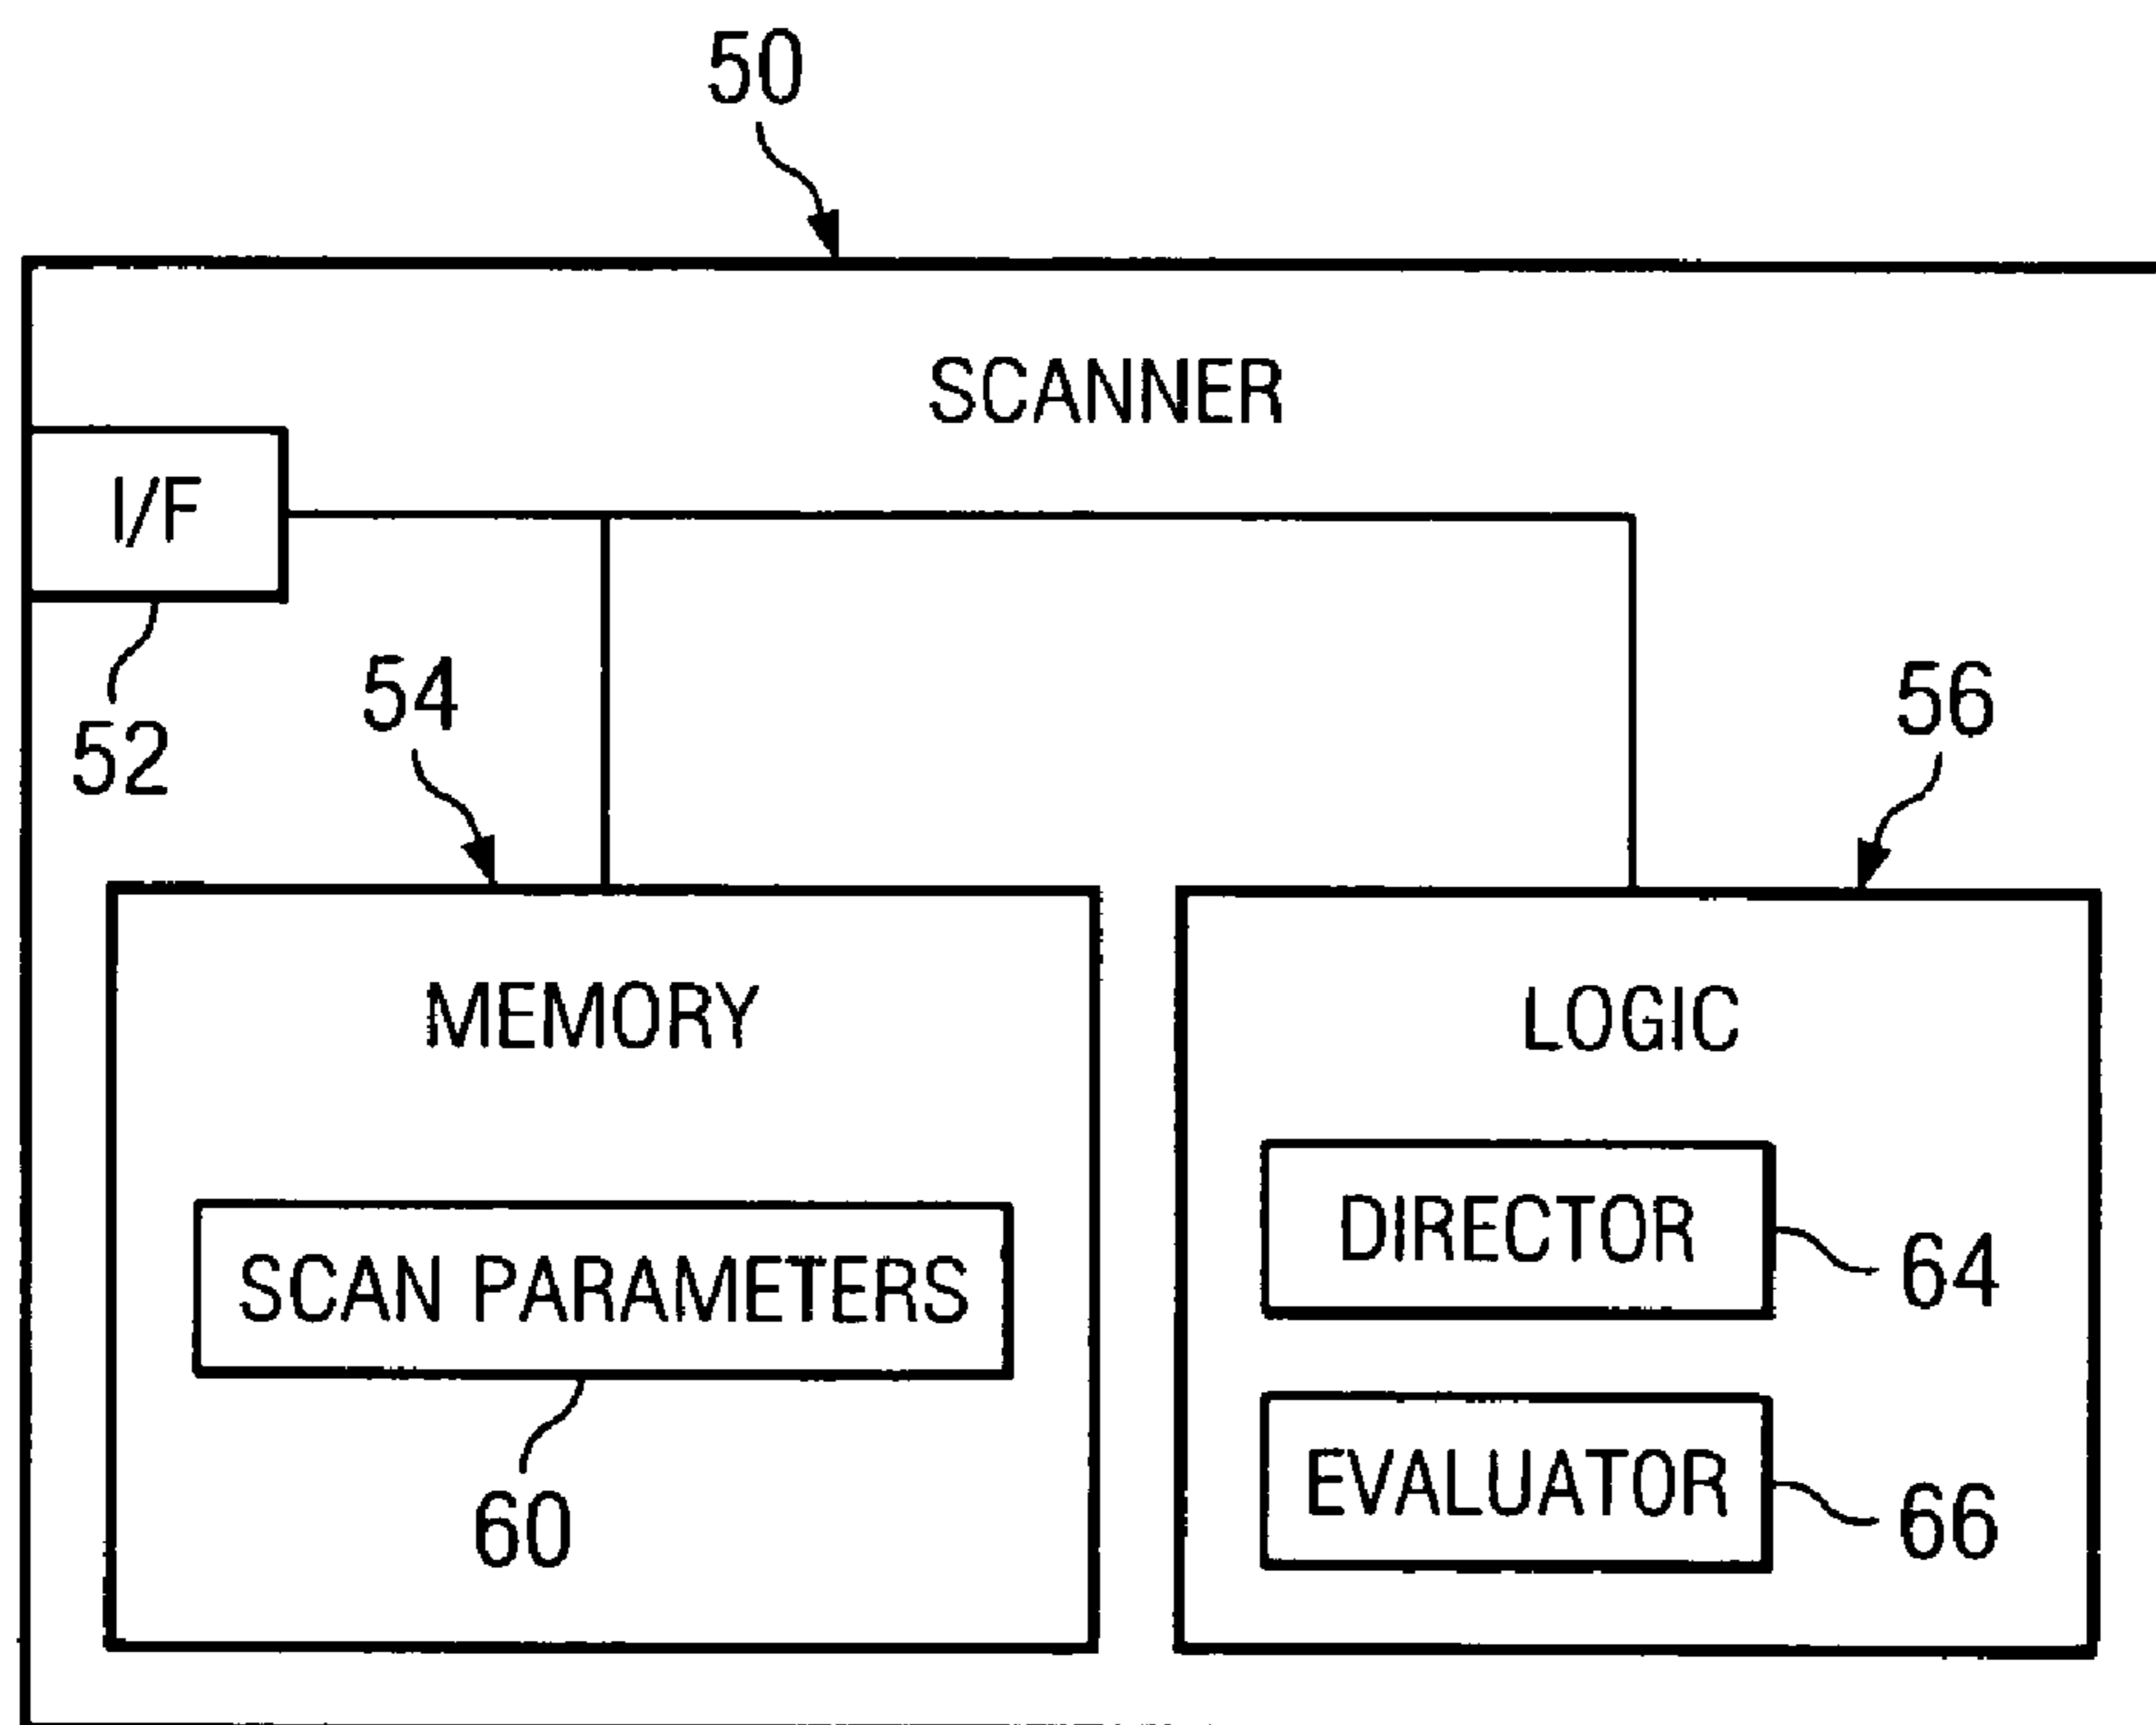 50
SCANNER
I/F
52
54
56
MEMORY
LOGIC
SCAN PARAMETERS
60
DIRECTOR
64
EVALUATOR
66